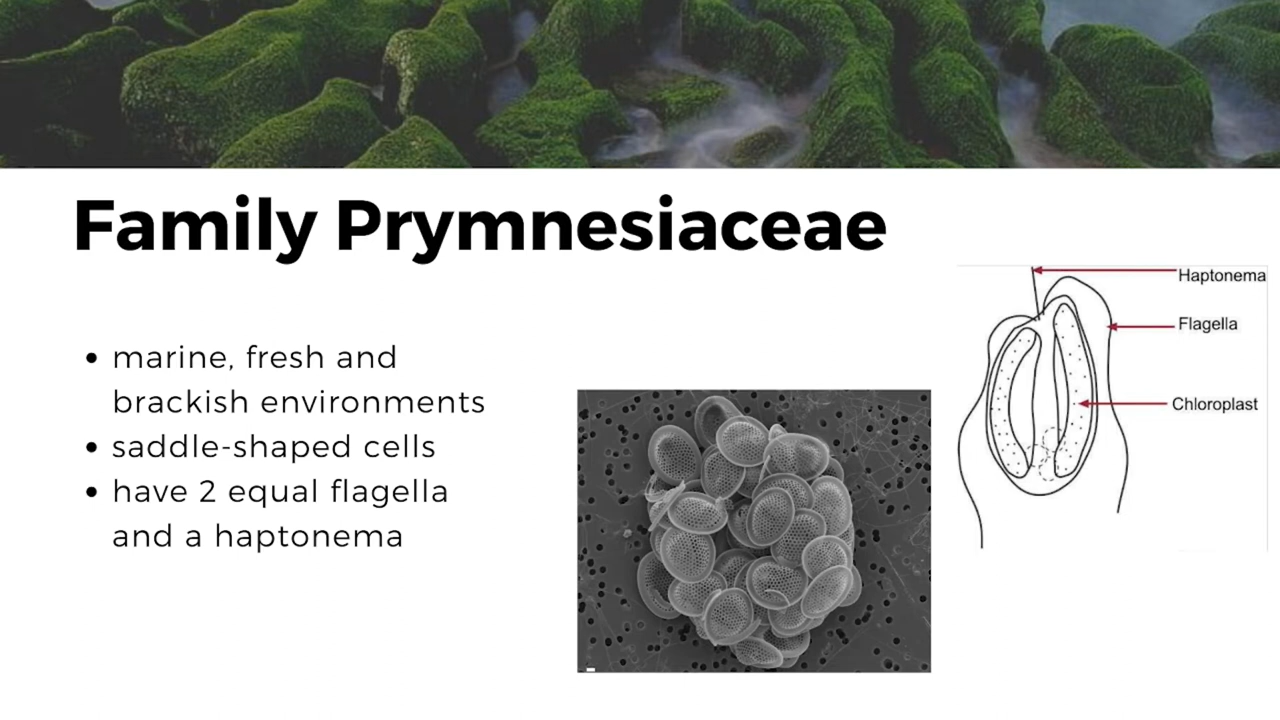 Family Prymnesiaceae
• marine, fresh and
brackish environments
• saddle-shaped cells
• have 2 equal flagella
and a haptonema
Haptonema
Flagella
Chloroplast